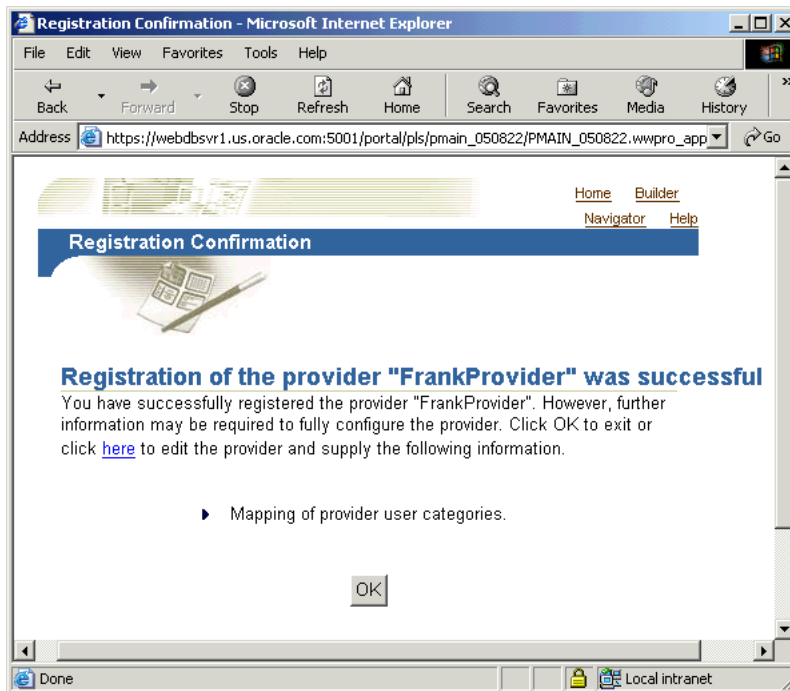 Registration Confirmation - Microsoft Internet Explorer
File Edit View Favorites Tools Help
Back Forward Stop Refresh Home Search Favorites Media History »
Address https://webdbsvr1.us.oracle.com:5001/portal/pls/pmain_050822/PMAIN_050822.wwpro_app Go
Home Builder
Navigator Help
Registration Confirmation
Registration of the provider "FrankProvider" was successful
You have successfully registered the provider "FrankProvider". However, further
information may be required to fully configure the provider. Click OK to exit or
click here to edit the provider and supply the following information.
Mapping of provider user categories.
OK
Done Local intranet